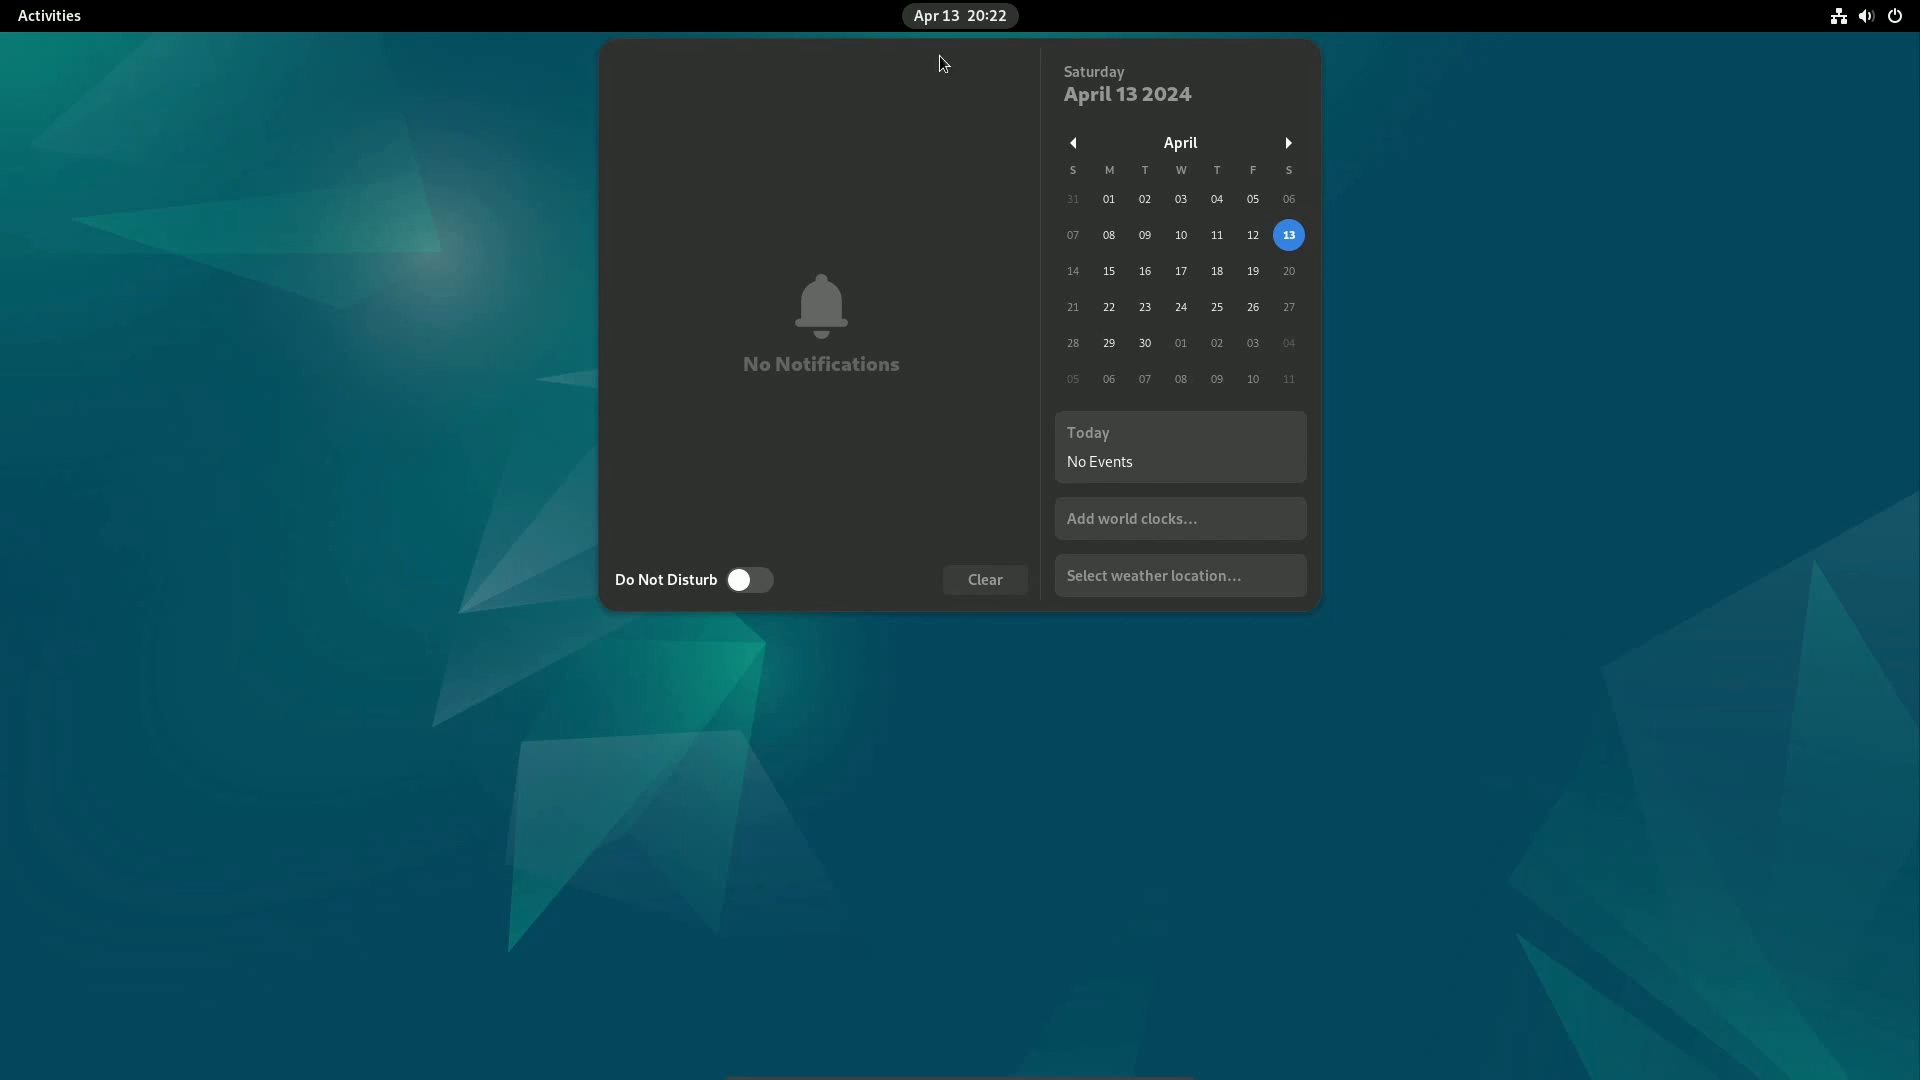 Activities
Apr 13 20:22
No Notifications
Do Not Disturb
Clear
Saturday
April 13 2024
April
S M T W T F S
31 01 02 03 04 05 06
07 08 09 10 11 12 13
14 15 16 17 18 19 20
21 22 23 24 25 26 27
28 29 30 01 02 03 04
05 06 07 08 09 10 11
Today
No Events
Add world clocks…
Select weather location…